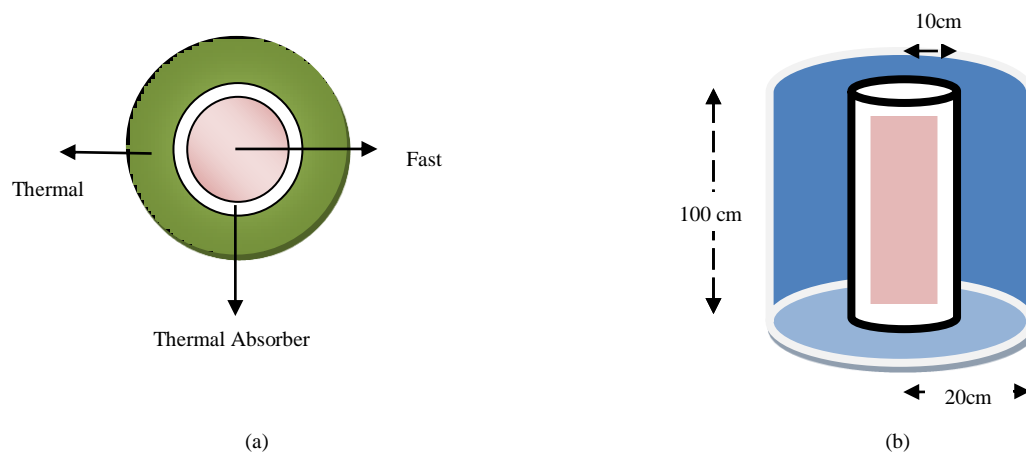 Thermal
Fast
Thermal Absorber
(a)
10cm
100 cm
20cm
(b)